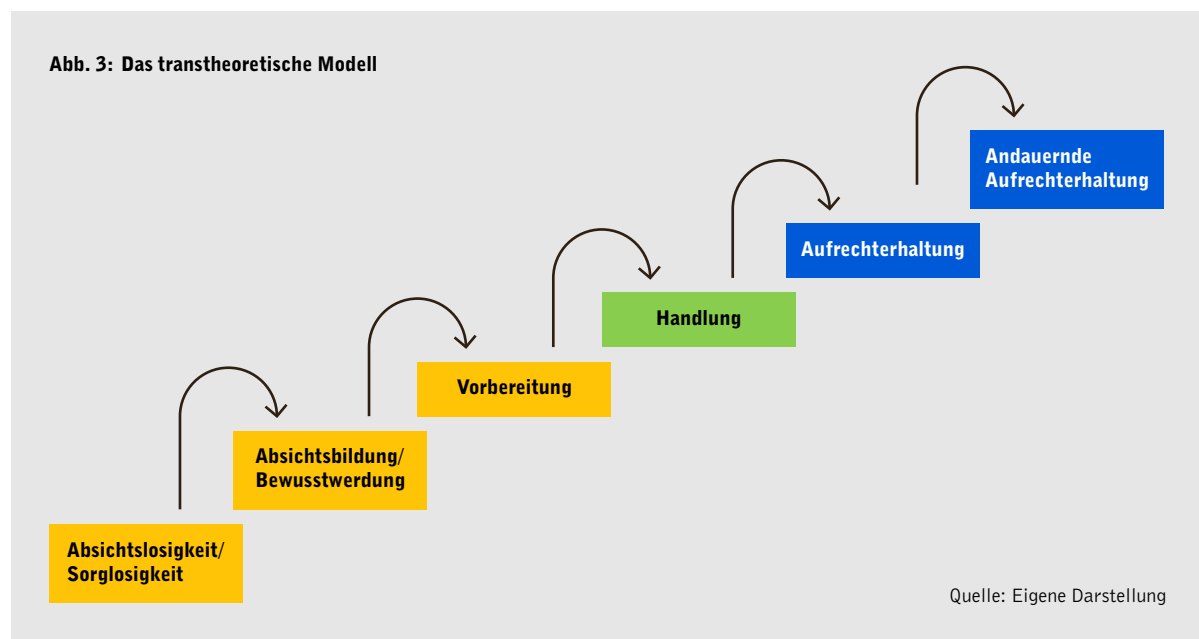 Abb. 3: Das transtheoretische Modell
Andauernde
Aufrechterhaltung
Aufrechterhaltung
Handlung
Vorbereitung
Absichtsbildung/
Bewusstwerdung
Absichtslosigkeit/
Sorglosigkeit
Quelle: Eigene Darstellung